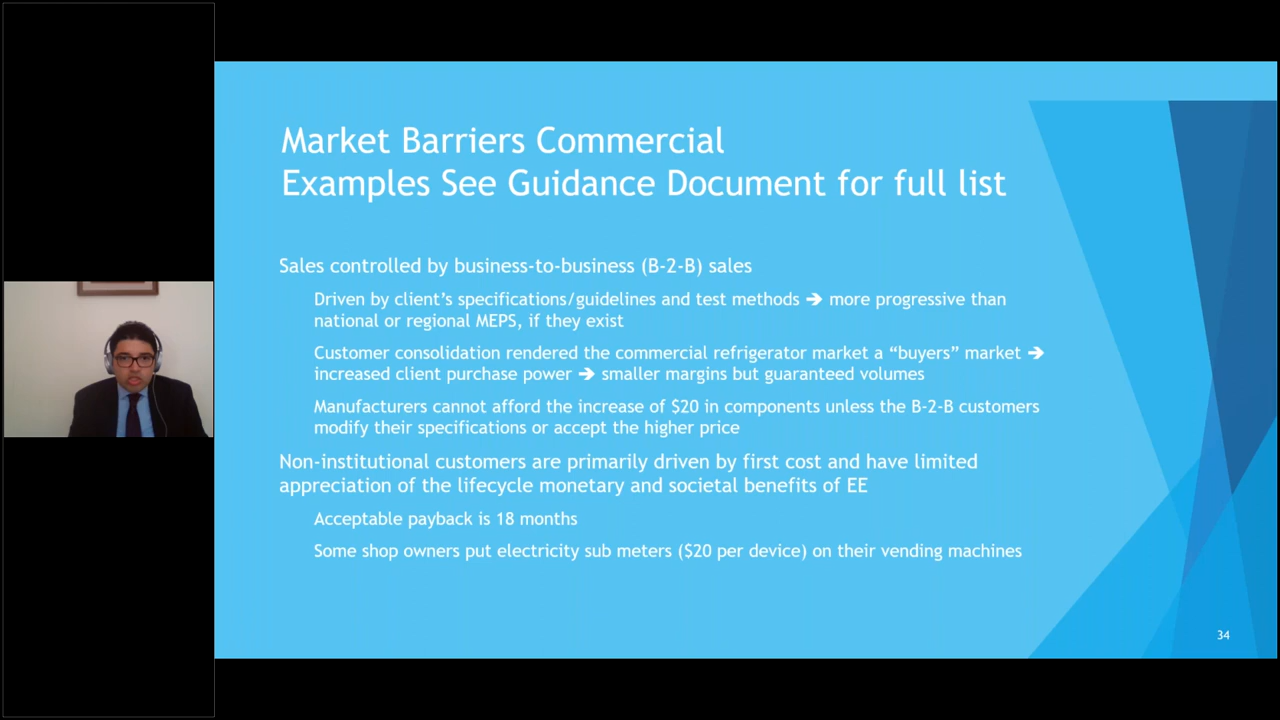 Market Barriers Commercial
Examples See Guidance Document for full list
Sales controlled by business-to-business (B-2-B) sales
Driven by client’s specifications/guidelines and test methods ➔ more progressive than
national or regional MEPS, if they exist
Customer consolidation rendered the commercial refrigerator market a “buyers” market ➔
increased client purchase power ➔ smaller margins but guaranteed volumes
Manufacturers cannot afford the increase of $20 in components unless the B-2-B customers
modify their specifications or accept the higher price
Non-institutional customers are primarily driven by first cost and have limited
appreciation of the lifecycle monetary and societal benefits of EE
Acceptable payback is 18 months
Some shop owners put electricity sub meters ($20 per device) on their vending machines
34